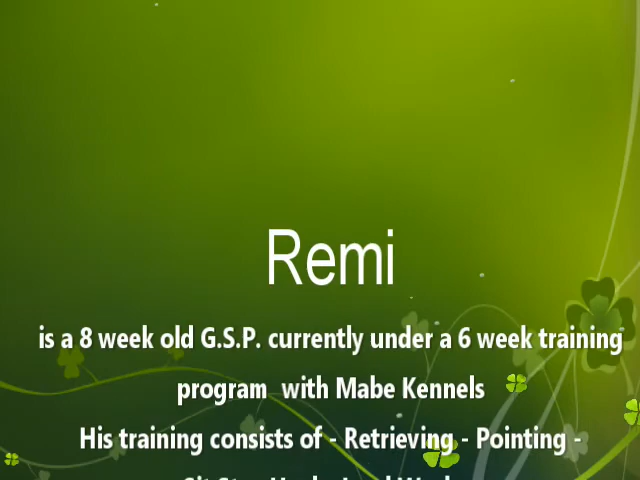 Remi
is a 8 week old G.S.P. currently under a 6 week training
program with Mabe Kennels
His training consists of - Retrieving - Pointing -